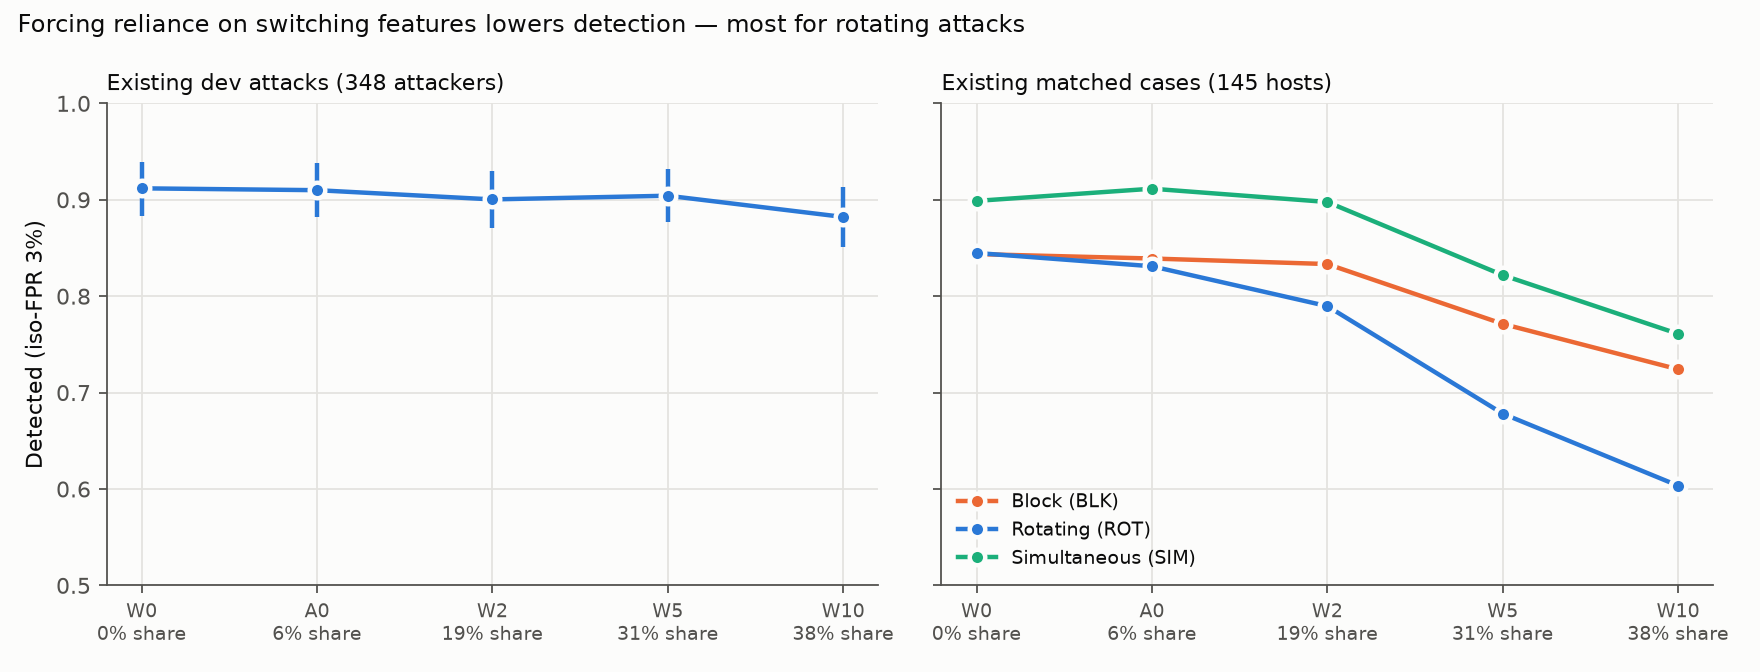 Forcing reliance on switching features lowers detection — most for rotating attacks
Existing dev attacks (348 attackers)
Detected (iso-FPR 3%)
1.0
0.9
0.8
0.7
0.6
0.5
W0
0% share
A0
6% share
W2
19% share
W5
31% share
W10
38% share
Existing matched cases (145 hosts)
Block (BLK)
Rotating (ROT)
Simultaneous (SIM)
W0
0% share
A0
6% share
W2
19% share
W5
31% share
W10
38% share